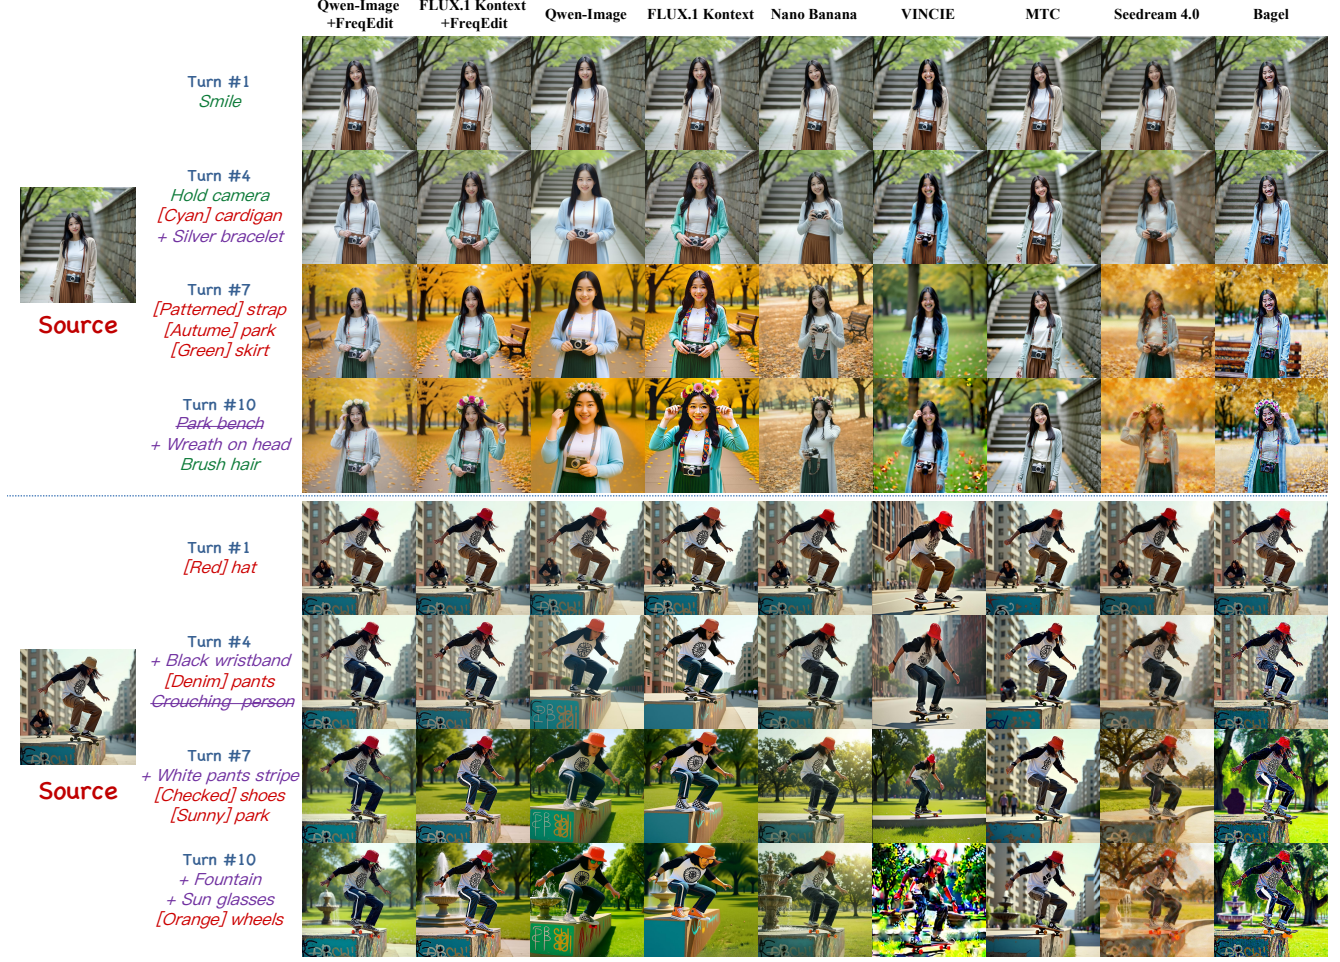 Qwen-Image +FreqEdit
FLUX.1 Kontext +FreqEdit
Qwen-Image
FLUX.1 Kontext
Nano Banana
VINCIE
MTC
Seedream 4.0
Bagel
Turn #1
Smile
Turn #4
Hold camera
[Cyan] cardigan
+ Silver bracelet
Source
Turn #7
[Patterned] strap
[Autume] park
[Green] skirt
Turn #10
Park bench
+ Wreath on head
Brush hair
Turn #1
[Red] hat
Turn #4
+ Black wristband
[Denim] pants
Crouching person
Source
Turn #7
+ White pants stripe
[Checked] shoes
[Sunny] park
Turn #10
+ Fountain
+ Sun glasses
[Orange] wheels